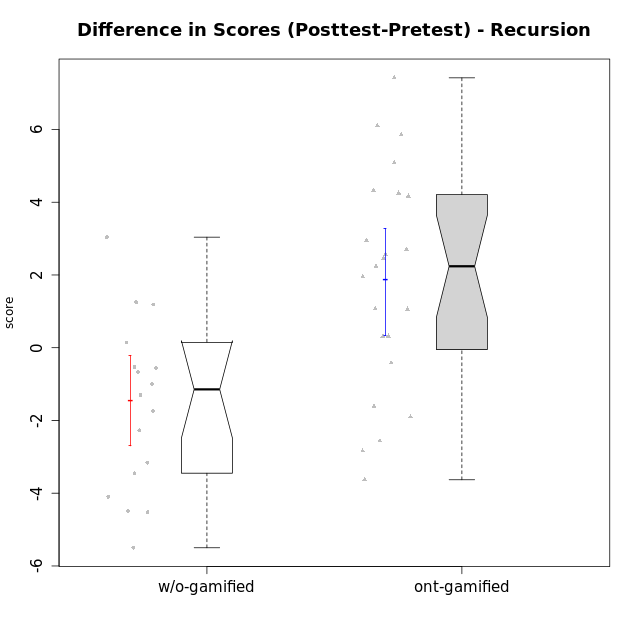 Difference in Scores (Posttest-Pretest) - Recursion
score
6
4
2
0
-2
-4
-6
w/o-gamified
ont-gamified